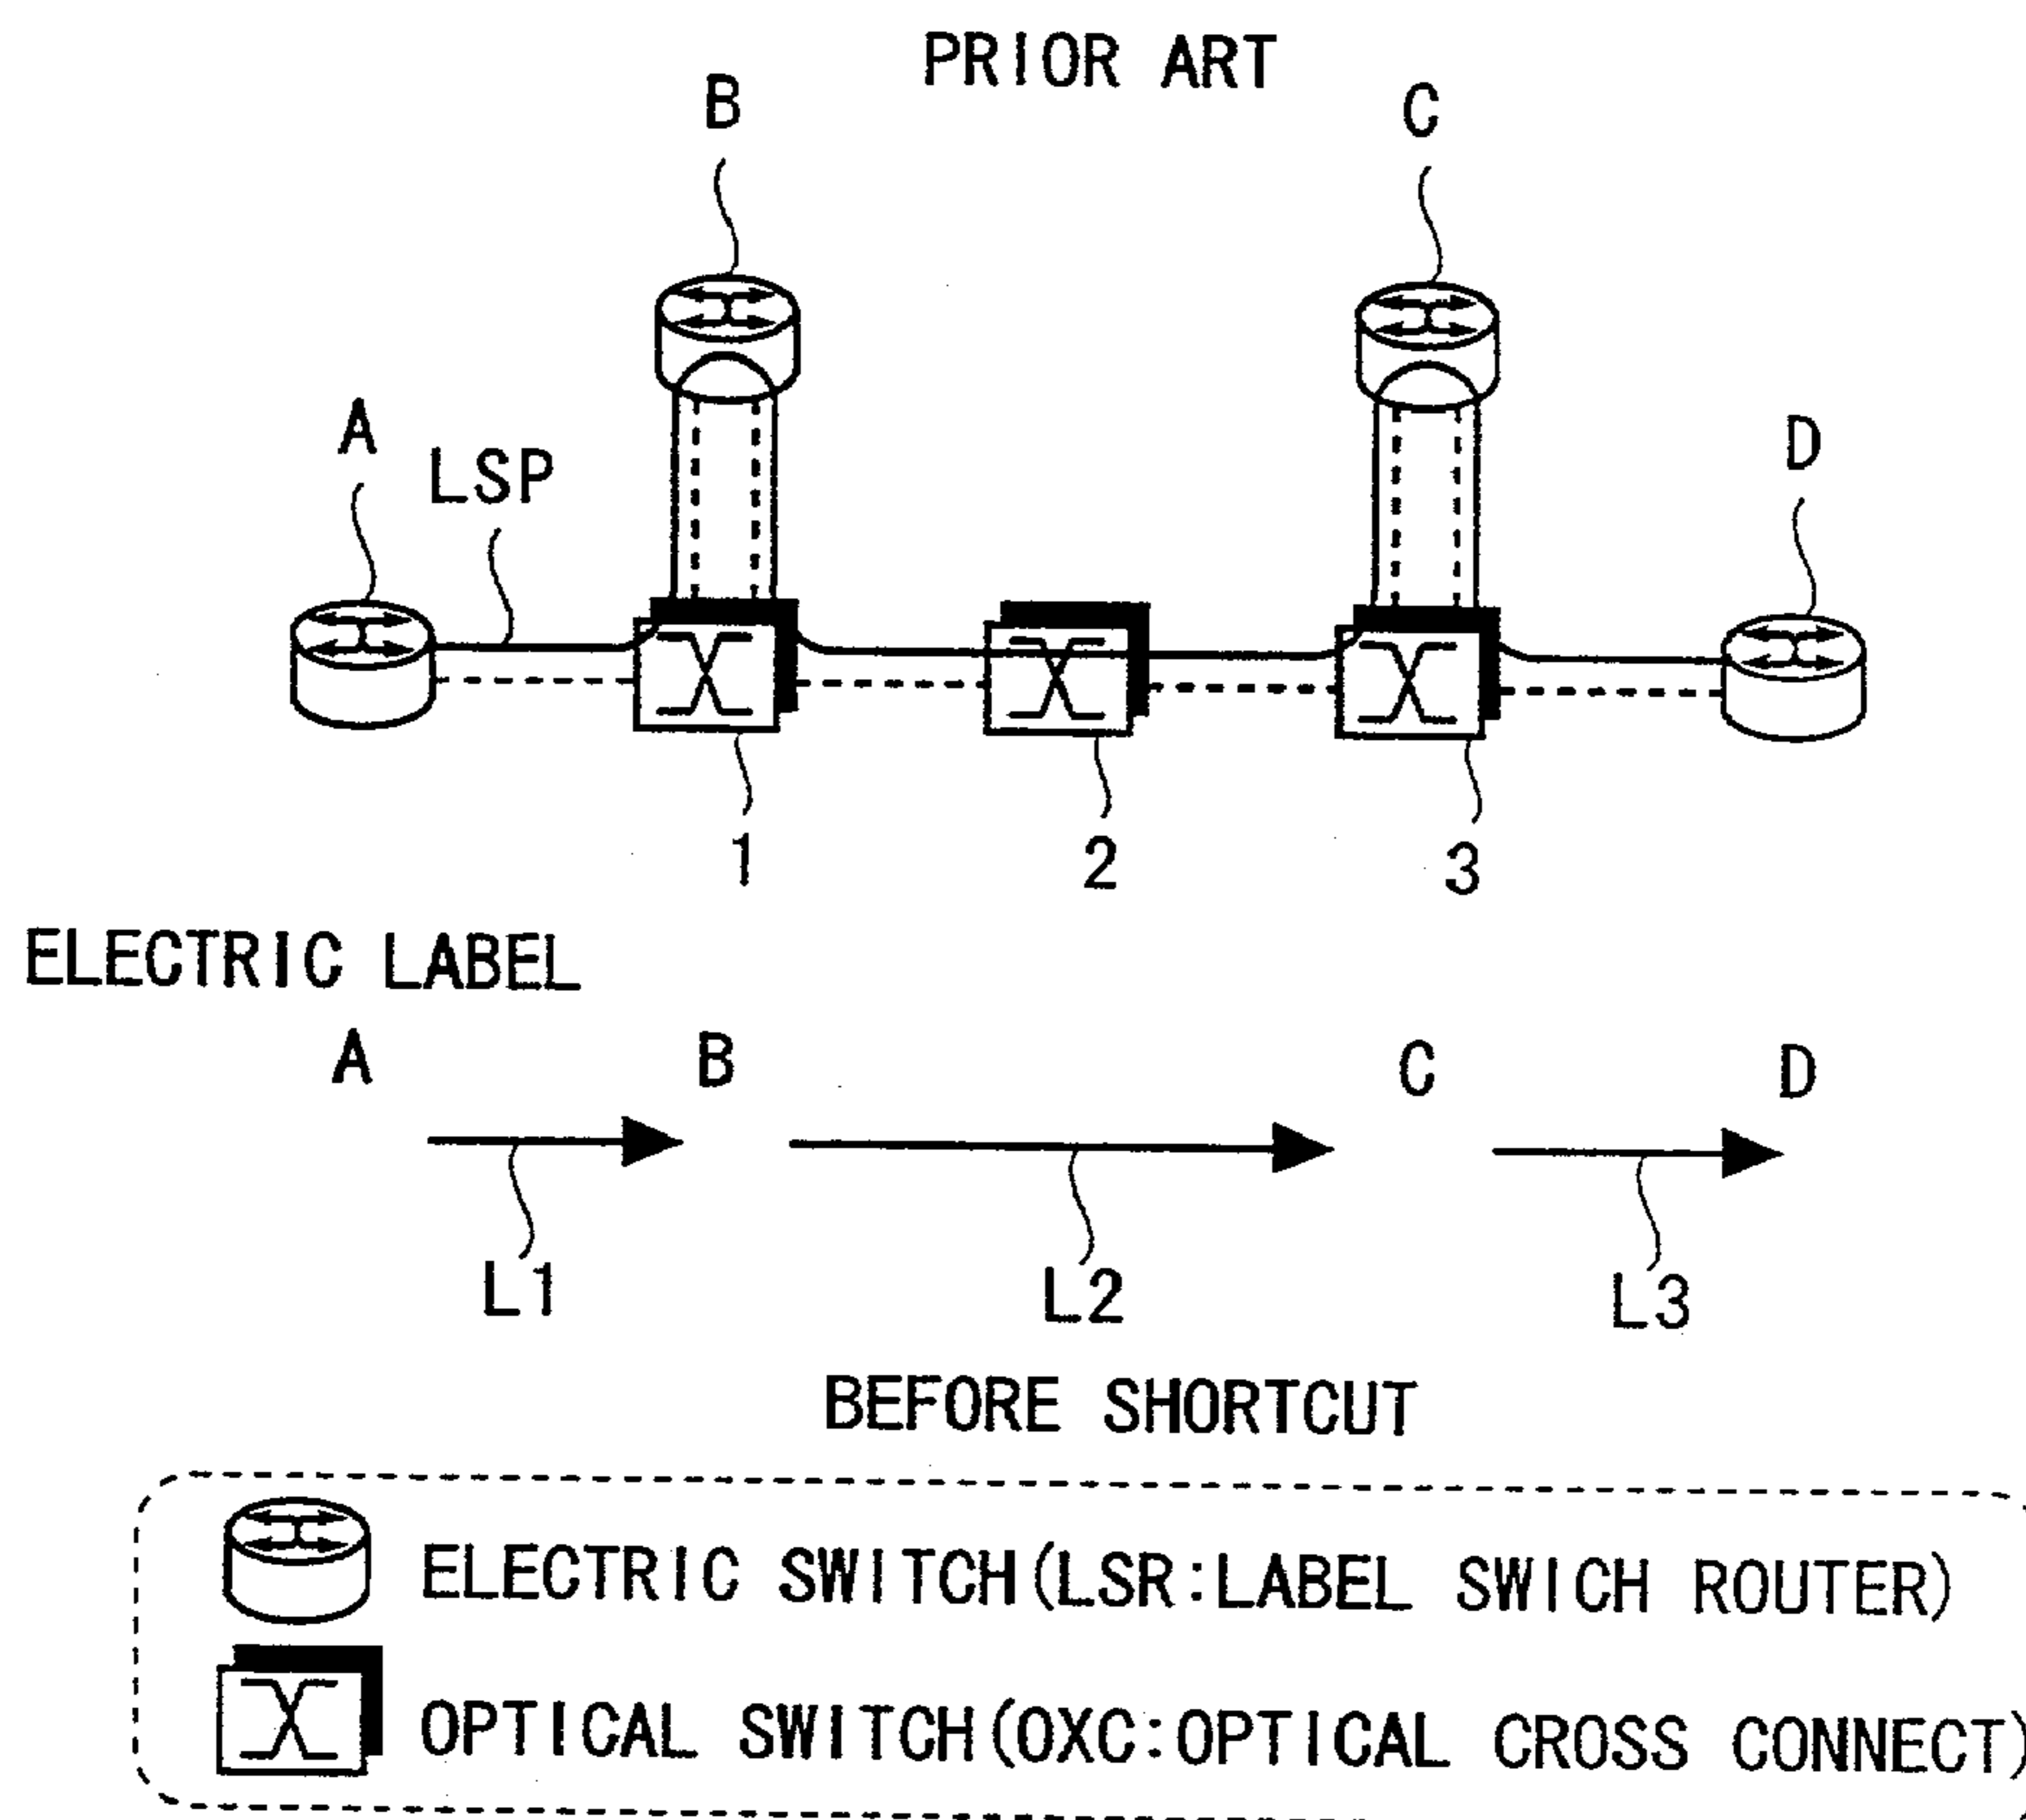 PRIOR ART
B
C
A
LSP
D
1
2
3
ELECTRIC LABEL
A
B
C
D
L1
L2
L3
BEFORE SHORTCUT
ELECTRIC SWITCH(LSR:LABEL SWICH ROUTER)
OPTICAL SWITCH(OXC:OPTICAL CROSS CONNECT)